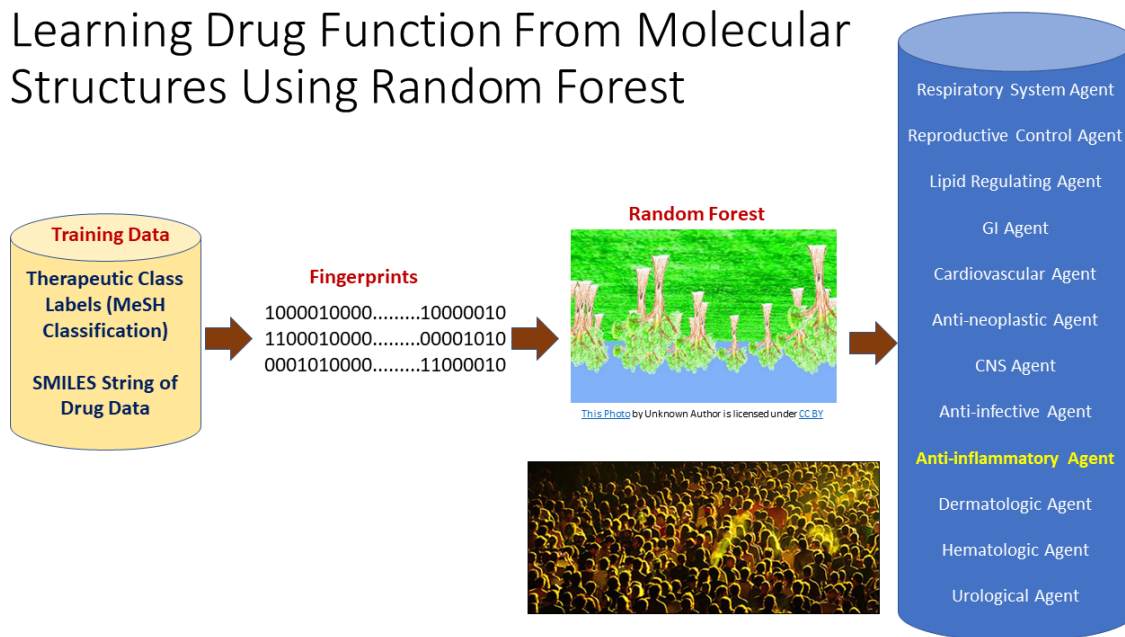 Learning Drug Function From Molecular
Structures Using Random Forest
Training Data
Therapeutic Class
Labels (MeSH
Classification)
SMILES String of
Drug Data
Fingerprints
1000010000.........10000010
1100010000.........00001010
0001010000.........11000010
Random Forest
This Photo by Unknown Author is licensed under CC BY
Respiratory System Agent
Reproductive Control Agent
Lipid Regulating Agent
GI Agent
Cardiovascular Agent
Anti-neoplastic Agent
CNS Agent
Anti-infective Agent
Anti-inflammatory Agent
Dermatologic Agent
Hematologic Agent
Urological Agent